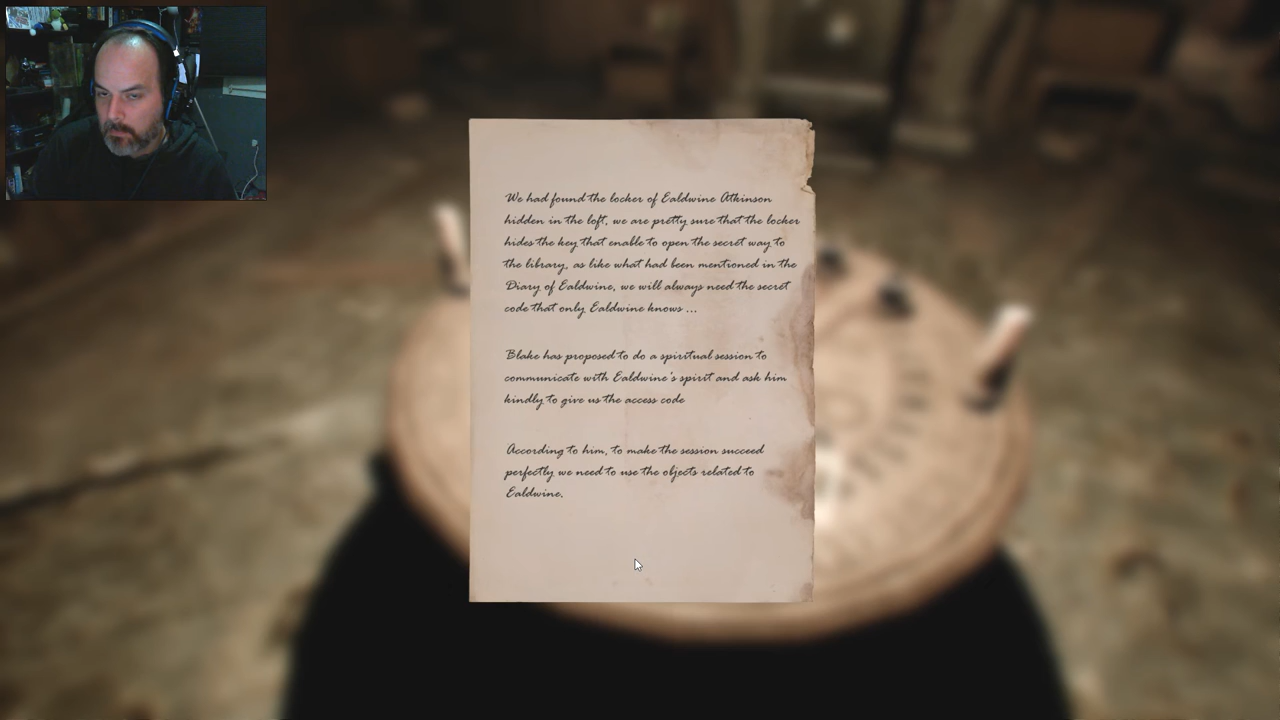 We had found the locker of Ealdwine Atkinson
hidden in the loft, we are pretty sure that the locker
hides the key that enable to open the secret way to
the library, as like what had been mentioned in the
Diary of Ealdwine, we will always need the secret
code that only Ealdwine knows ...
Blake has proposed to do a spiritual session to
communicate with Ealdwine's spirit and ask him
kindly to give us the access code
According to him, to make the session succeed
perfectly we need to use the objects related to
Ealdwine.